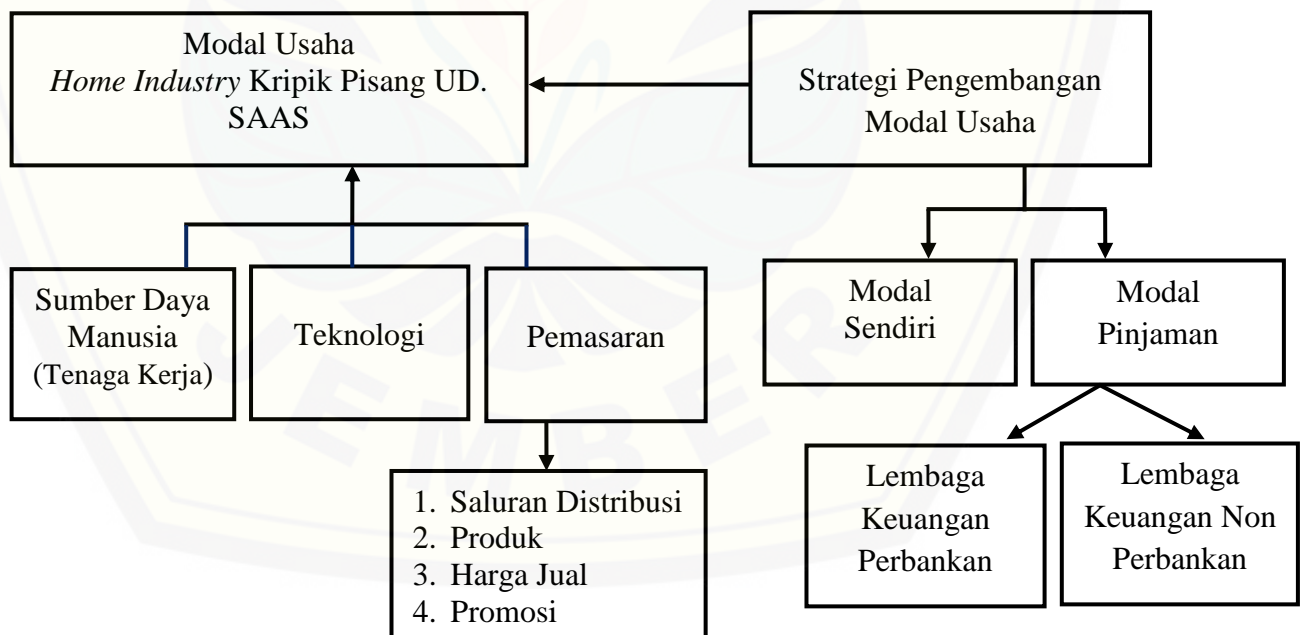 Modal Usaha
Home Industry Kripik Pisang UD.
SAAS
Strategi Pengembangan
Modal Usaha
Sumber Daya
Manusia
(Tenaga Kerja)
Teknologi
Pemasaran
Modal
Sendiri
Modal
Pinjaman
1. Saluran Distribusi
2. Produk
3. Harga Jual
4. Promosi
Lembaga
Keuangan
Perbankan
Lembaga
Keuangan Non
Perbankan
JEMBER